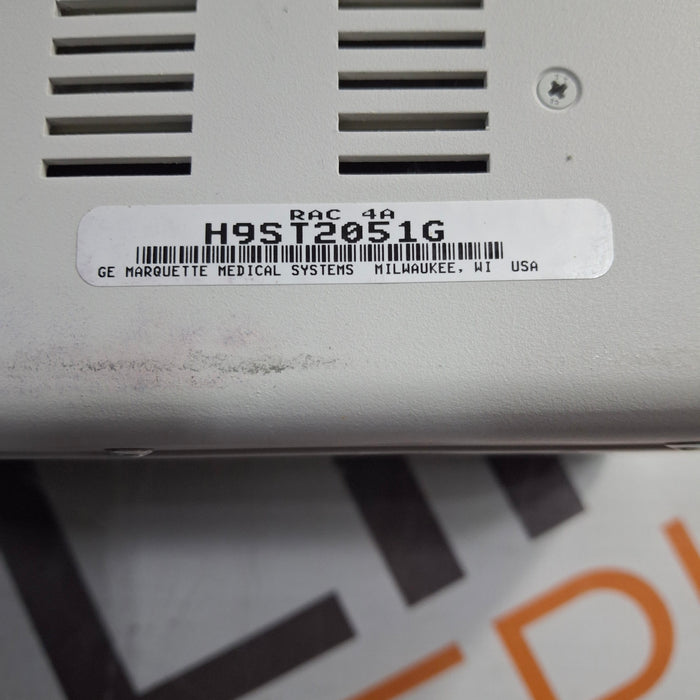 RAC 4A
H9ST2051G
GE MARQUETTE MEDICAL SYSTEMS MILWAUKEE, WI USA